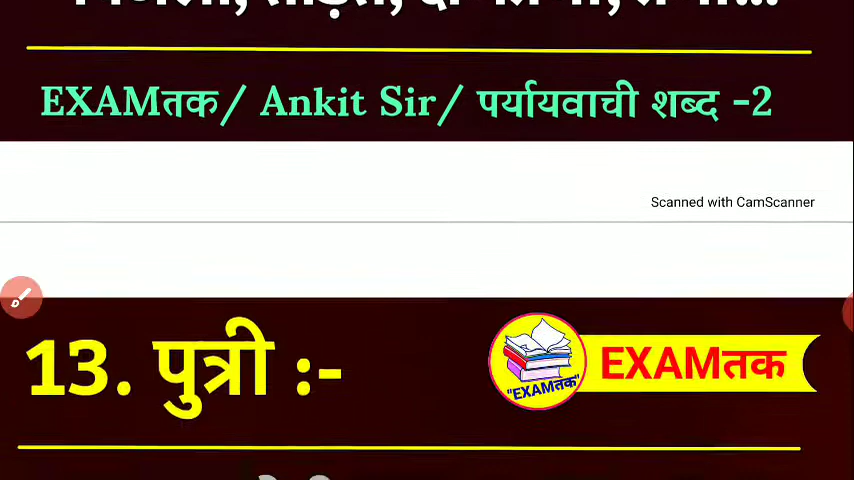 EXAMतक/ Ankit Sir/ पर्यायवाची शब्द -2
Scanned with CamScanner
13. पुत्री :-
"EXAMतक"
EXAMतक